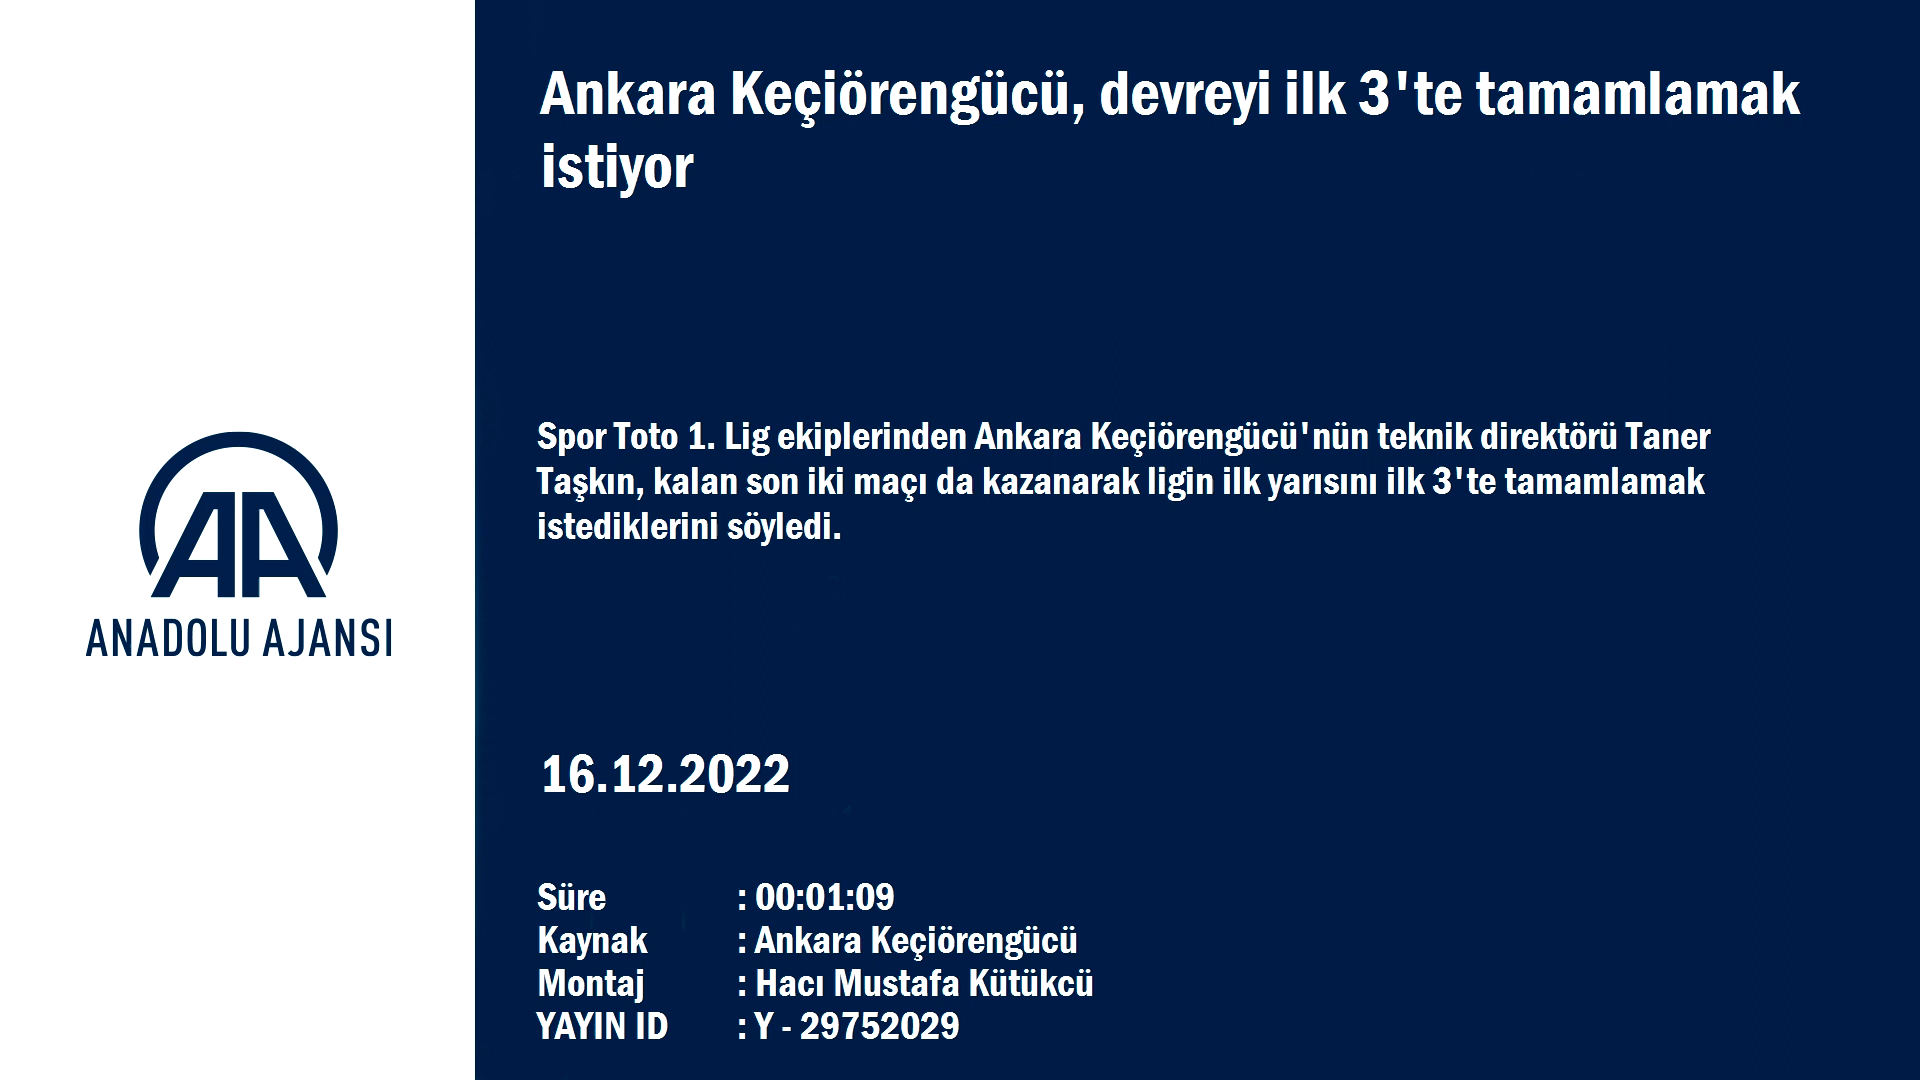 Ankara Keçiörengücü, devreyi ilk 3'te tamamlamak
istiyor
Spor Toto 1. Lig ekiplerinden Ankara Keçiörengücü'nün teknik direktörü Taner
Taşkın, kalan son iki maçı da kazanarak ligin ilk yarısını ilk 3'te tamamlamak
istediklerini söyledi.
AA
ANADOLU AJANSI
16.12.2022
Süre : 00:01:09
Kaynak : Ankara Keçiörengücü
Montaj : Hacı Mustafa Kütükcü
YAYIN ID : Y - 29752029